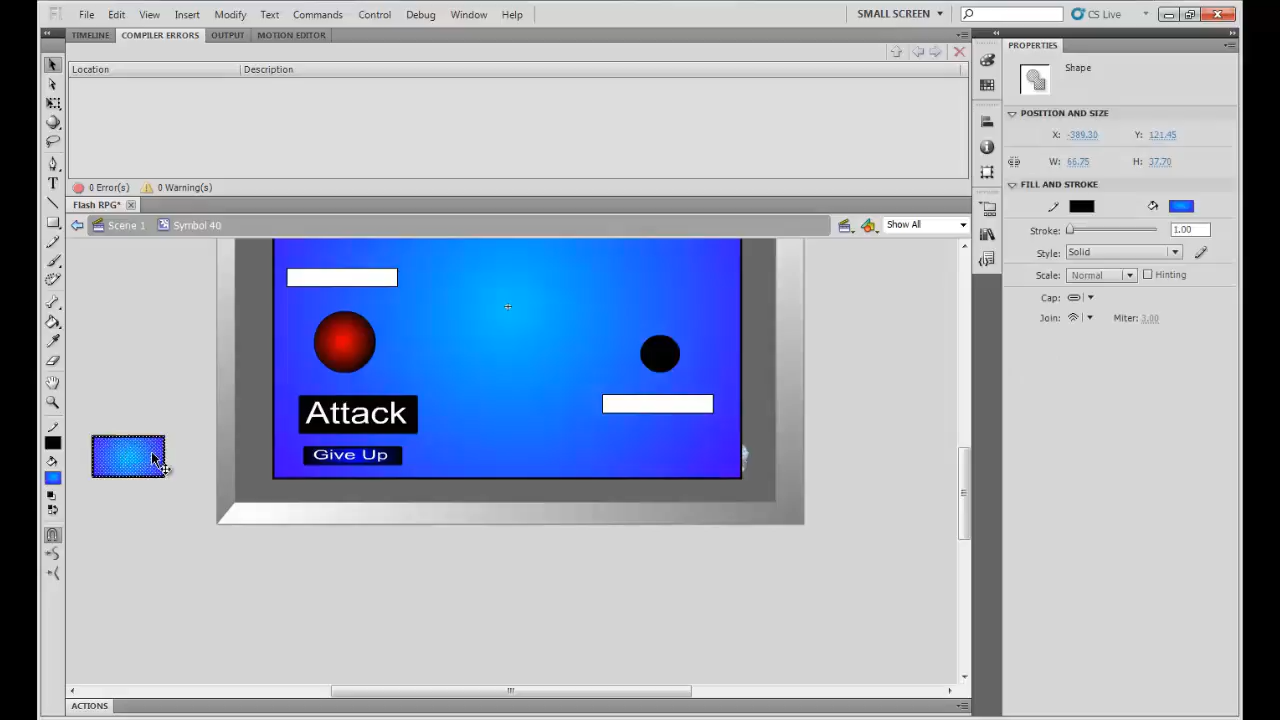 Fl File Edit View Insert Modify Text Commands Control Debug Window Help SMALL SCREEN CS Live
TIMELINE COMPILER ERRORS OUTPUT MOTION EDITOR
Location Description
0 Error(s) 0 Warning(s)
Flash RPG*
Scene 1 Symbol 40 Show All
Attack
Give Up
ACTIONS
PROPERTIES
Shape
POSITION AND SIZE
X: -389.30 Y: 121.45
W: 66.75 H: 37.70
FILL AND STROKE
Stroke: 1.00
Style: Solid
Scale: Normal Hinting
Cap:
Join: Miter: 3.00